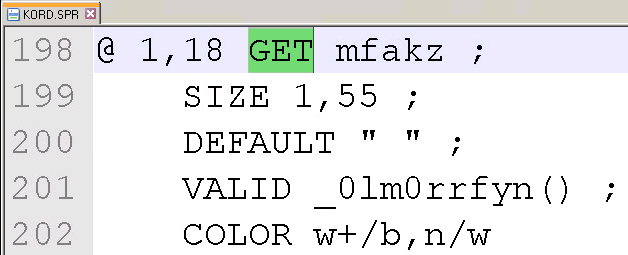 KORD.SPR
198 @ 1,18 GET mfakz ;
199 SIZE 1,55 ;
200 DEFAULT " " ;
201 VALID _0lm0rrfyn() ;
202 COLOR w+/b,n/w